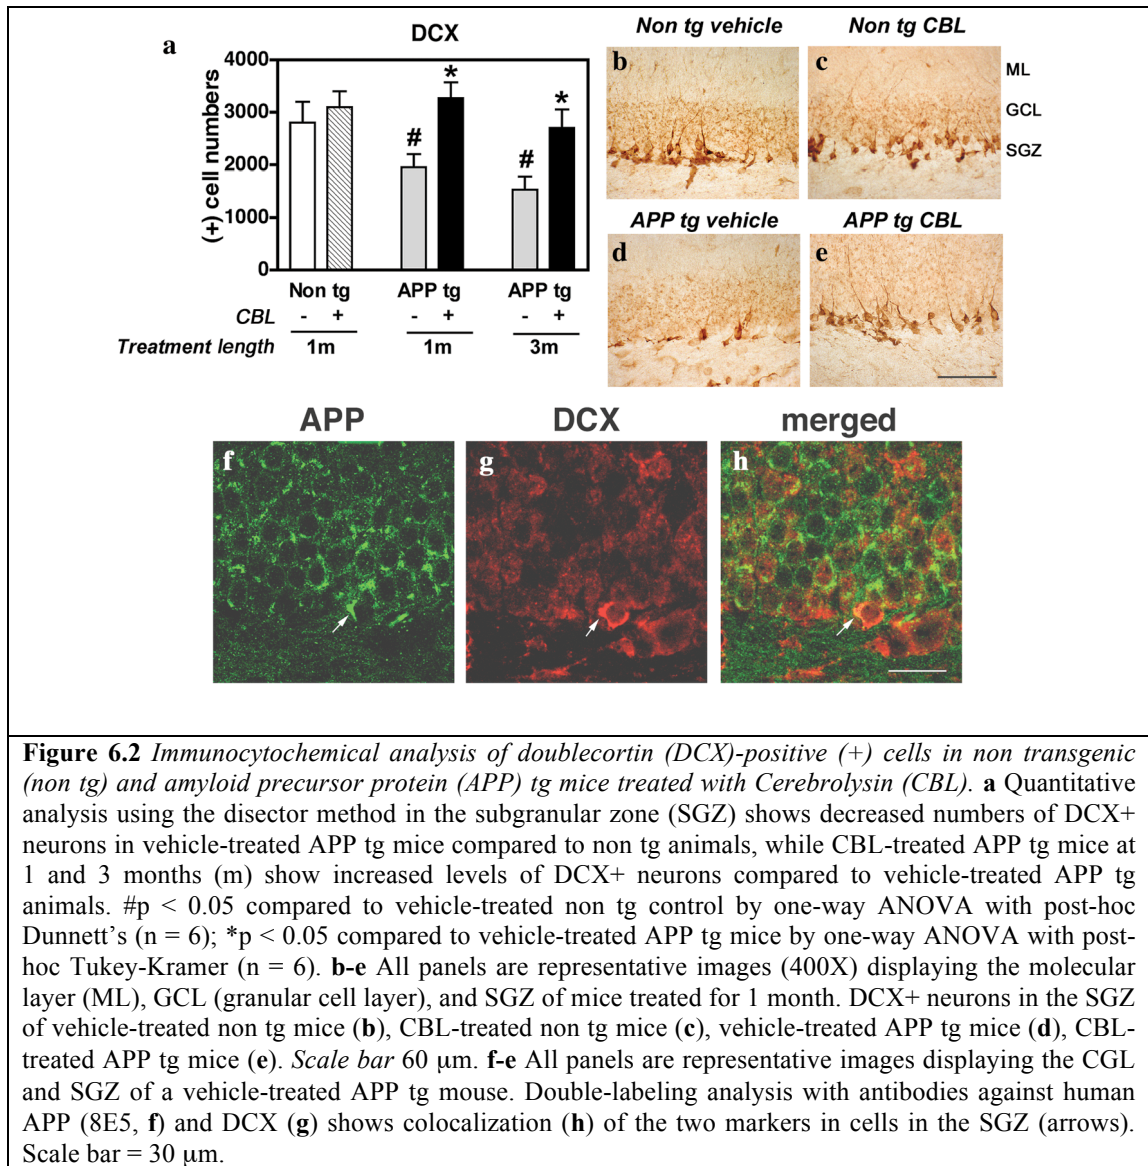 a
DCX
(+) cell numbers
4000
3000
2000
1000
0
#
*
#
*
Non tg APP tg APP tg
CBL - + - + - +
Treatment length 1m 1m 3m
Non tg vehicle Non tg CBL
b c
ML
GCL
SGZ
APP tg vehicle APP tg CBL
d e
APP DCX merged
f g h
Figure 6.2 Immunocytochemical analysis of doublecortin (DCX)-positive (+) cells in non transgenic
(non tg) and amyloid precursor protein (APP) tg mice treated with Cerebrolysin (CBL). a Quantitative
analysis using the disector method in the subgranular zone (SGZ) shows decreased numbers of DCX+
neurons in vehicle-treated APP tg mice compared to non tg animals, while CBL-treated APP tg mice at
1 and 3 months (m) show increased levels of DCX+ neurons compared to vehicle-treated APP tg
animals. #p < 0.05 compared to vehicle-treated non tg control by one-way ANOVA with post-hoc
Dunnett’s (n = 6); *p < 0.05 compared to vehicle-treated APP tg mice by one-way ANOVA with post-
hoc Tukey-Kramer (n = 6). b-e All panels are representative images (400X) displaying the molecular
layer (ML), GCL (granular cell layer), and SGZ of mice treated for 1 month. DCX+ neurons in the SGZ
of vehicle-treated non tg mice (b), CBL-treated non tg mice (c), vehicle-treated APP tg mice (d), CBL-
treated APP tg mice (e). Scale bar 60 μm. f-e All panels are representative images displaying the CGL
and SGZ of a vehicle-treated APP tg mouse. Double-labeling analysis with antibodies against human
APP (8E5, f) and DCX (g) shows colocalization (h) of the two markers in cells in the SGZ (arrows).
Scale bar = 30 μm.